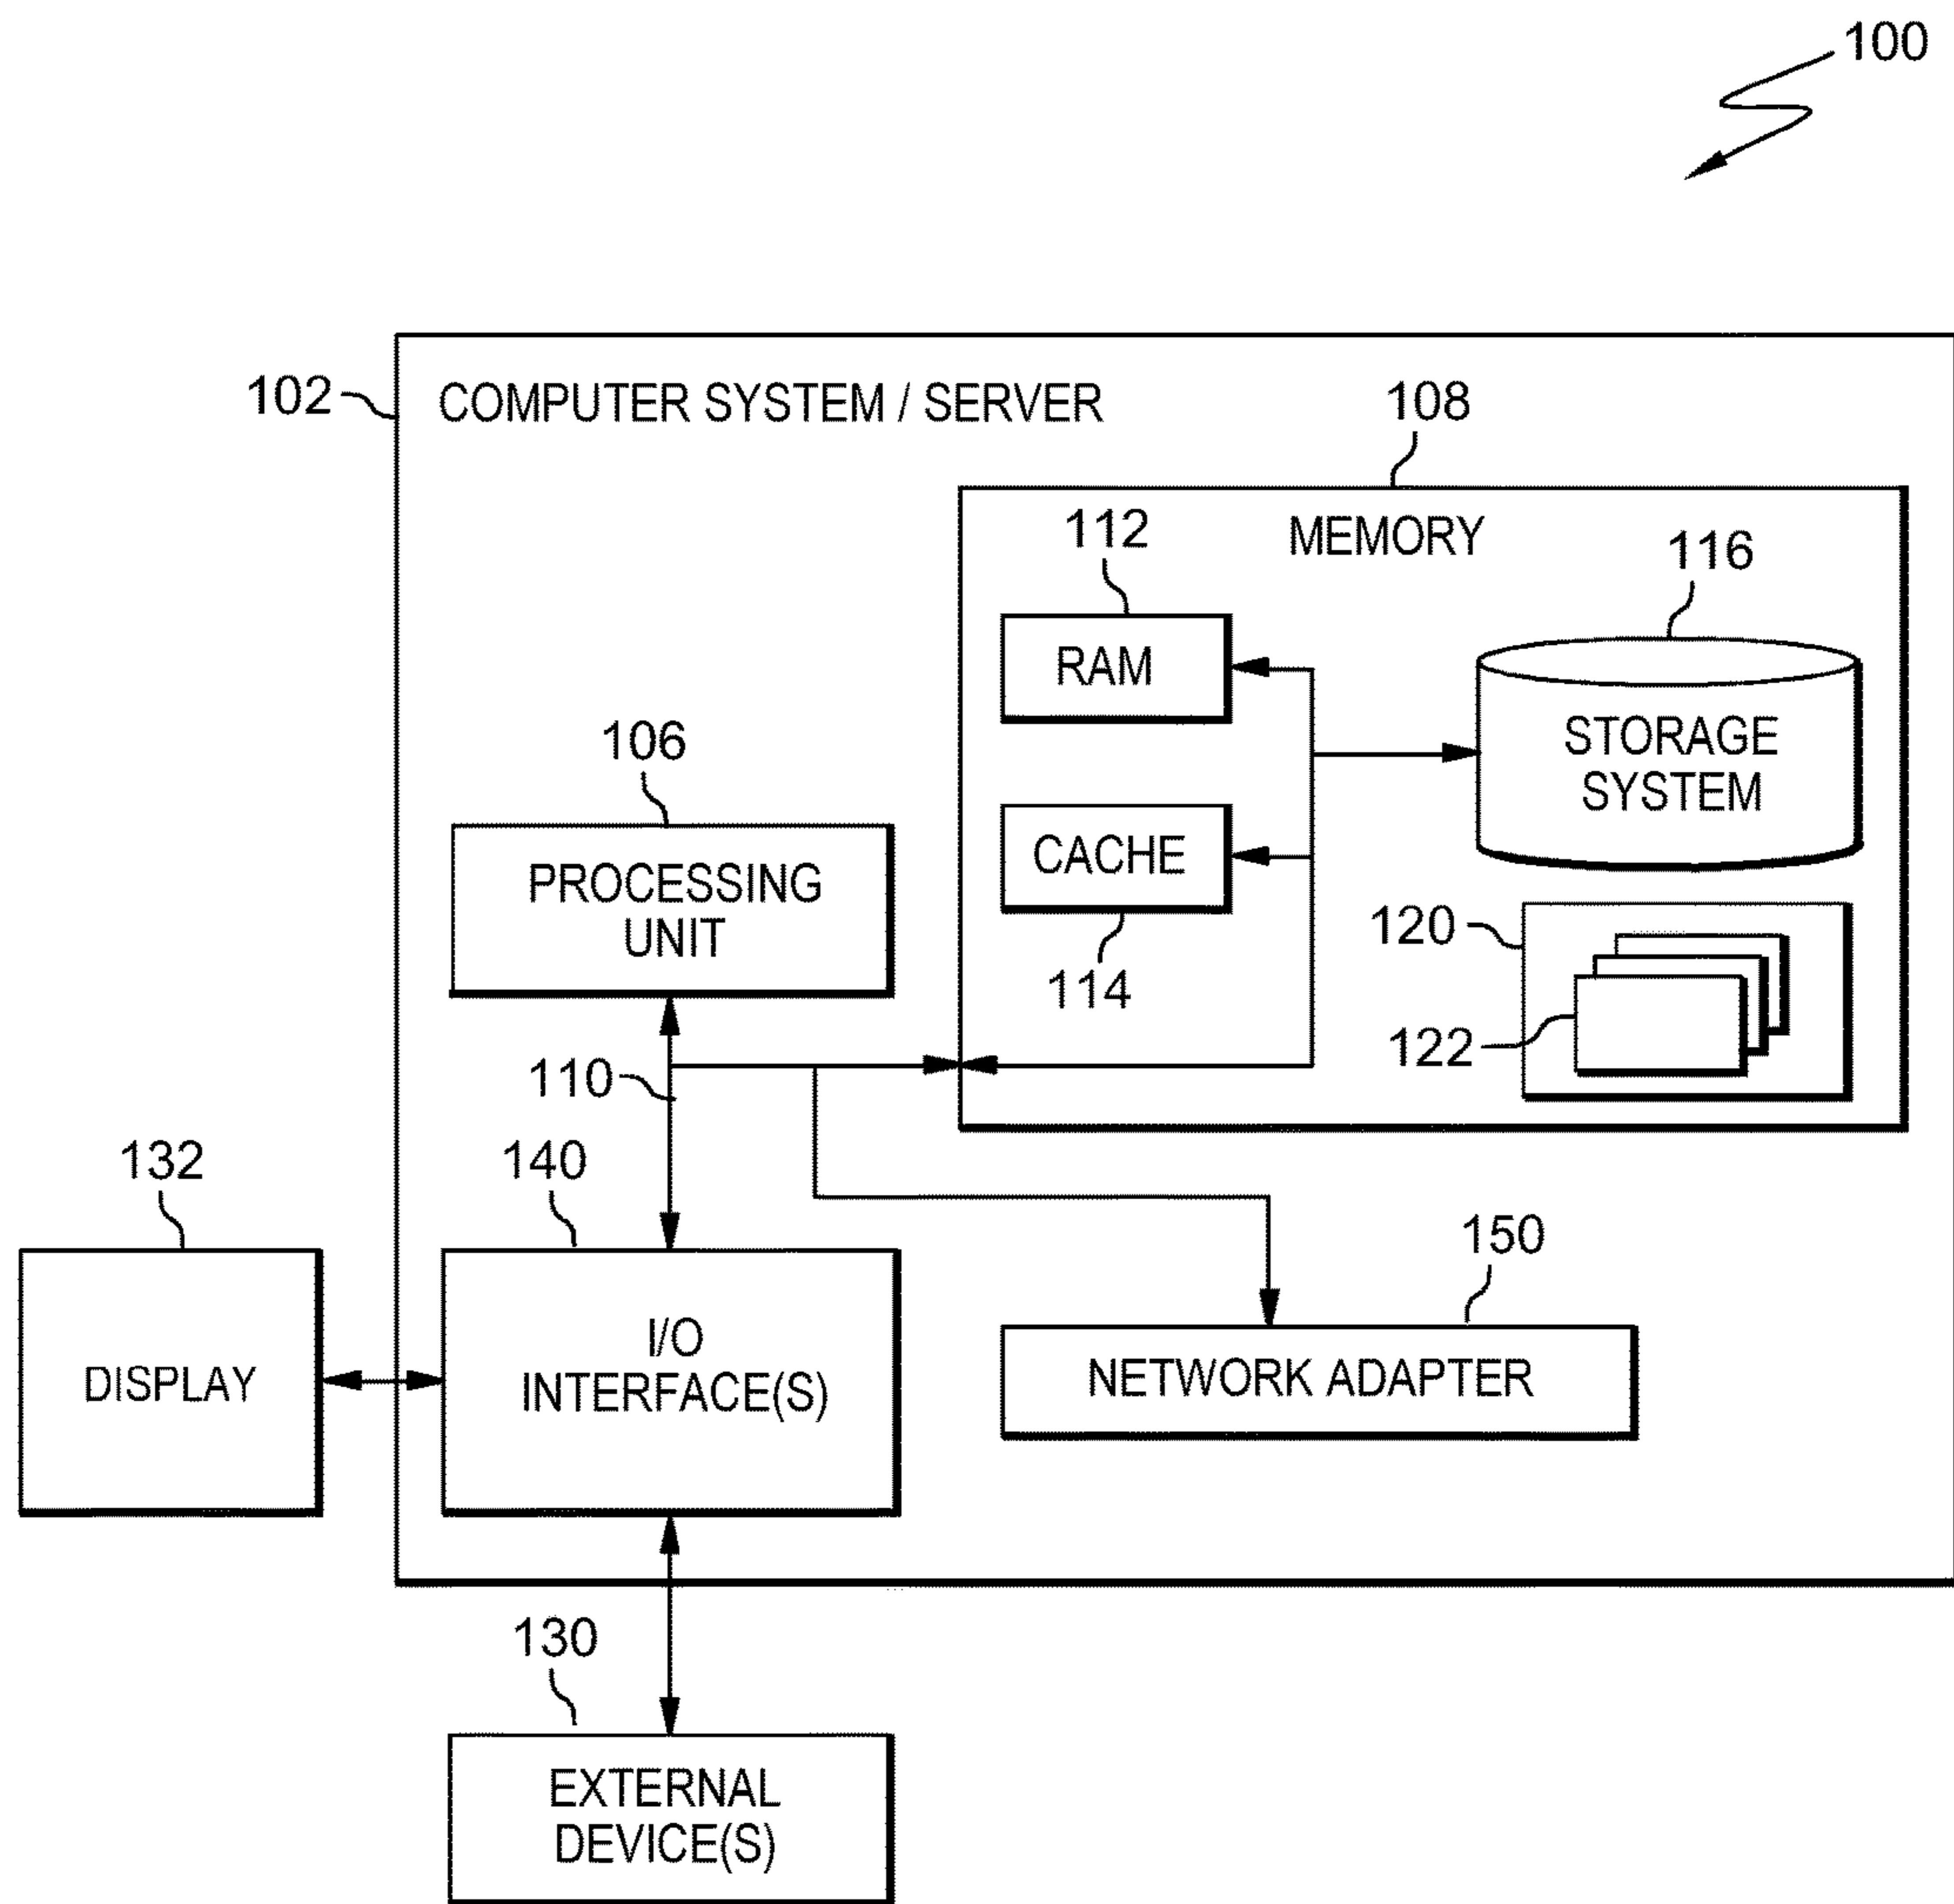 100
102
COMPUTER SYSTEM / SERVER
108
MEMORY
112
116
RAM
STORAGE
SYSTEM
106
CACHE
PROCESSING
UNIT
120
114
122
110
132
140
150
I/O
INTERFACE(S)
DISPLAY
NETWORK ADAPTER
130
EXTERNAL
DEVICE(S)